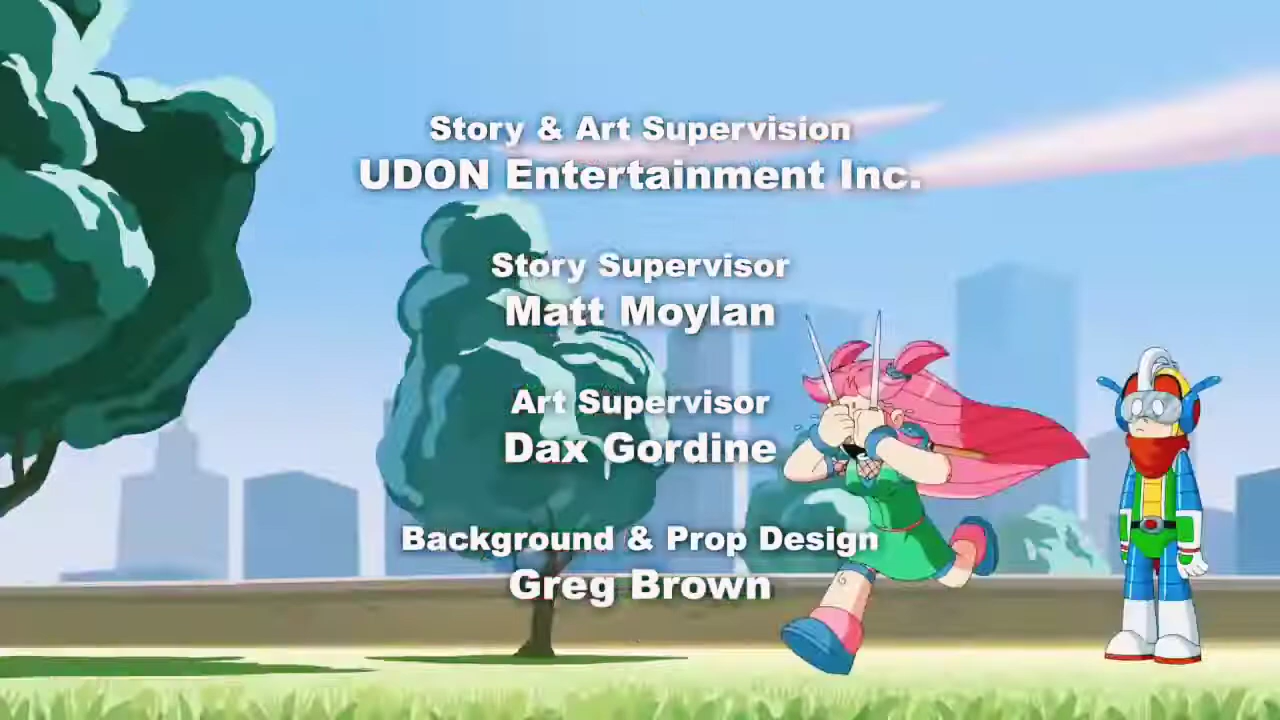 Story & Art Supervision
UDON Entertainment Inc.
Story Supervisor
Matt Moylan
Art Supervisor
Dax Gordine
Background & Prop Design
Greg Brown